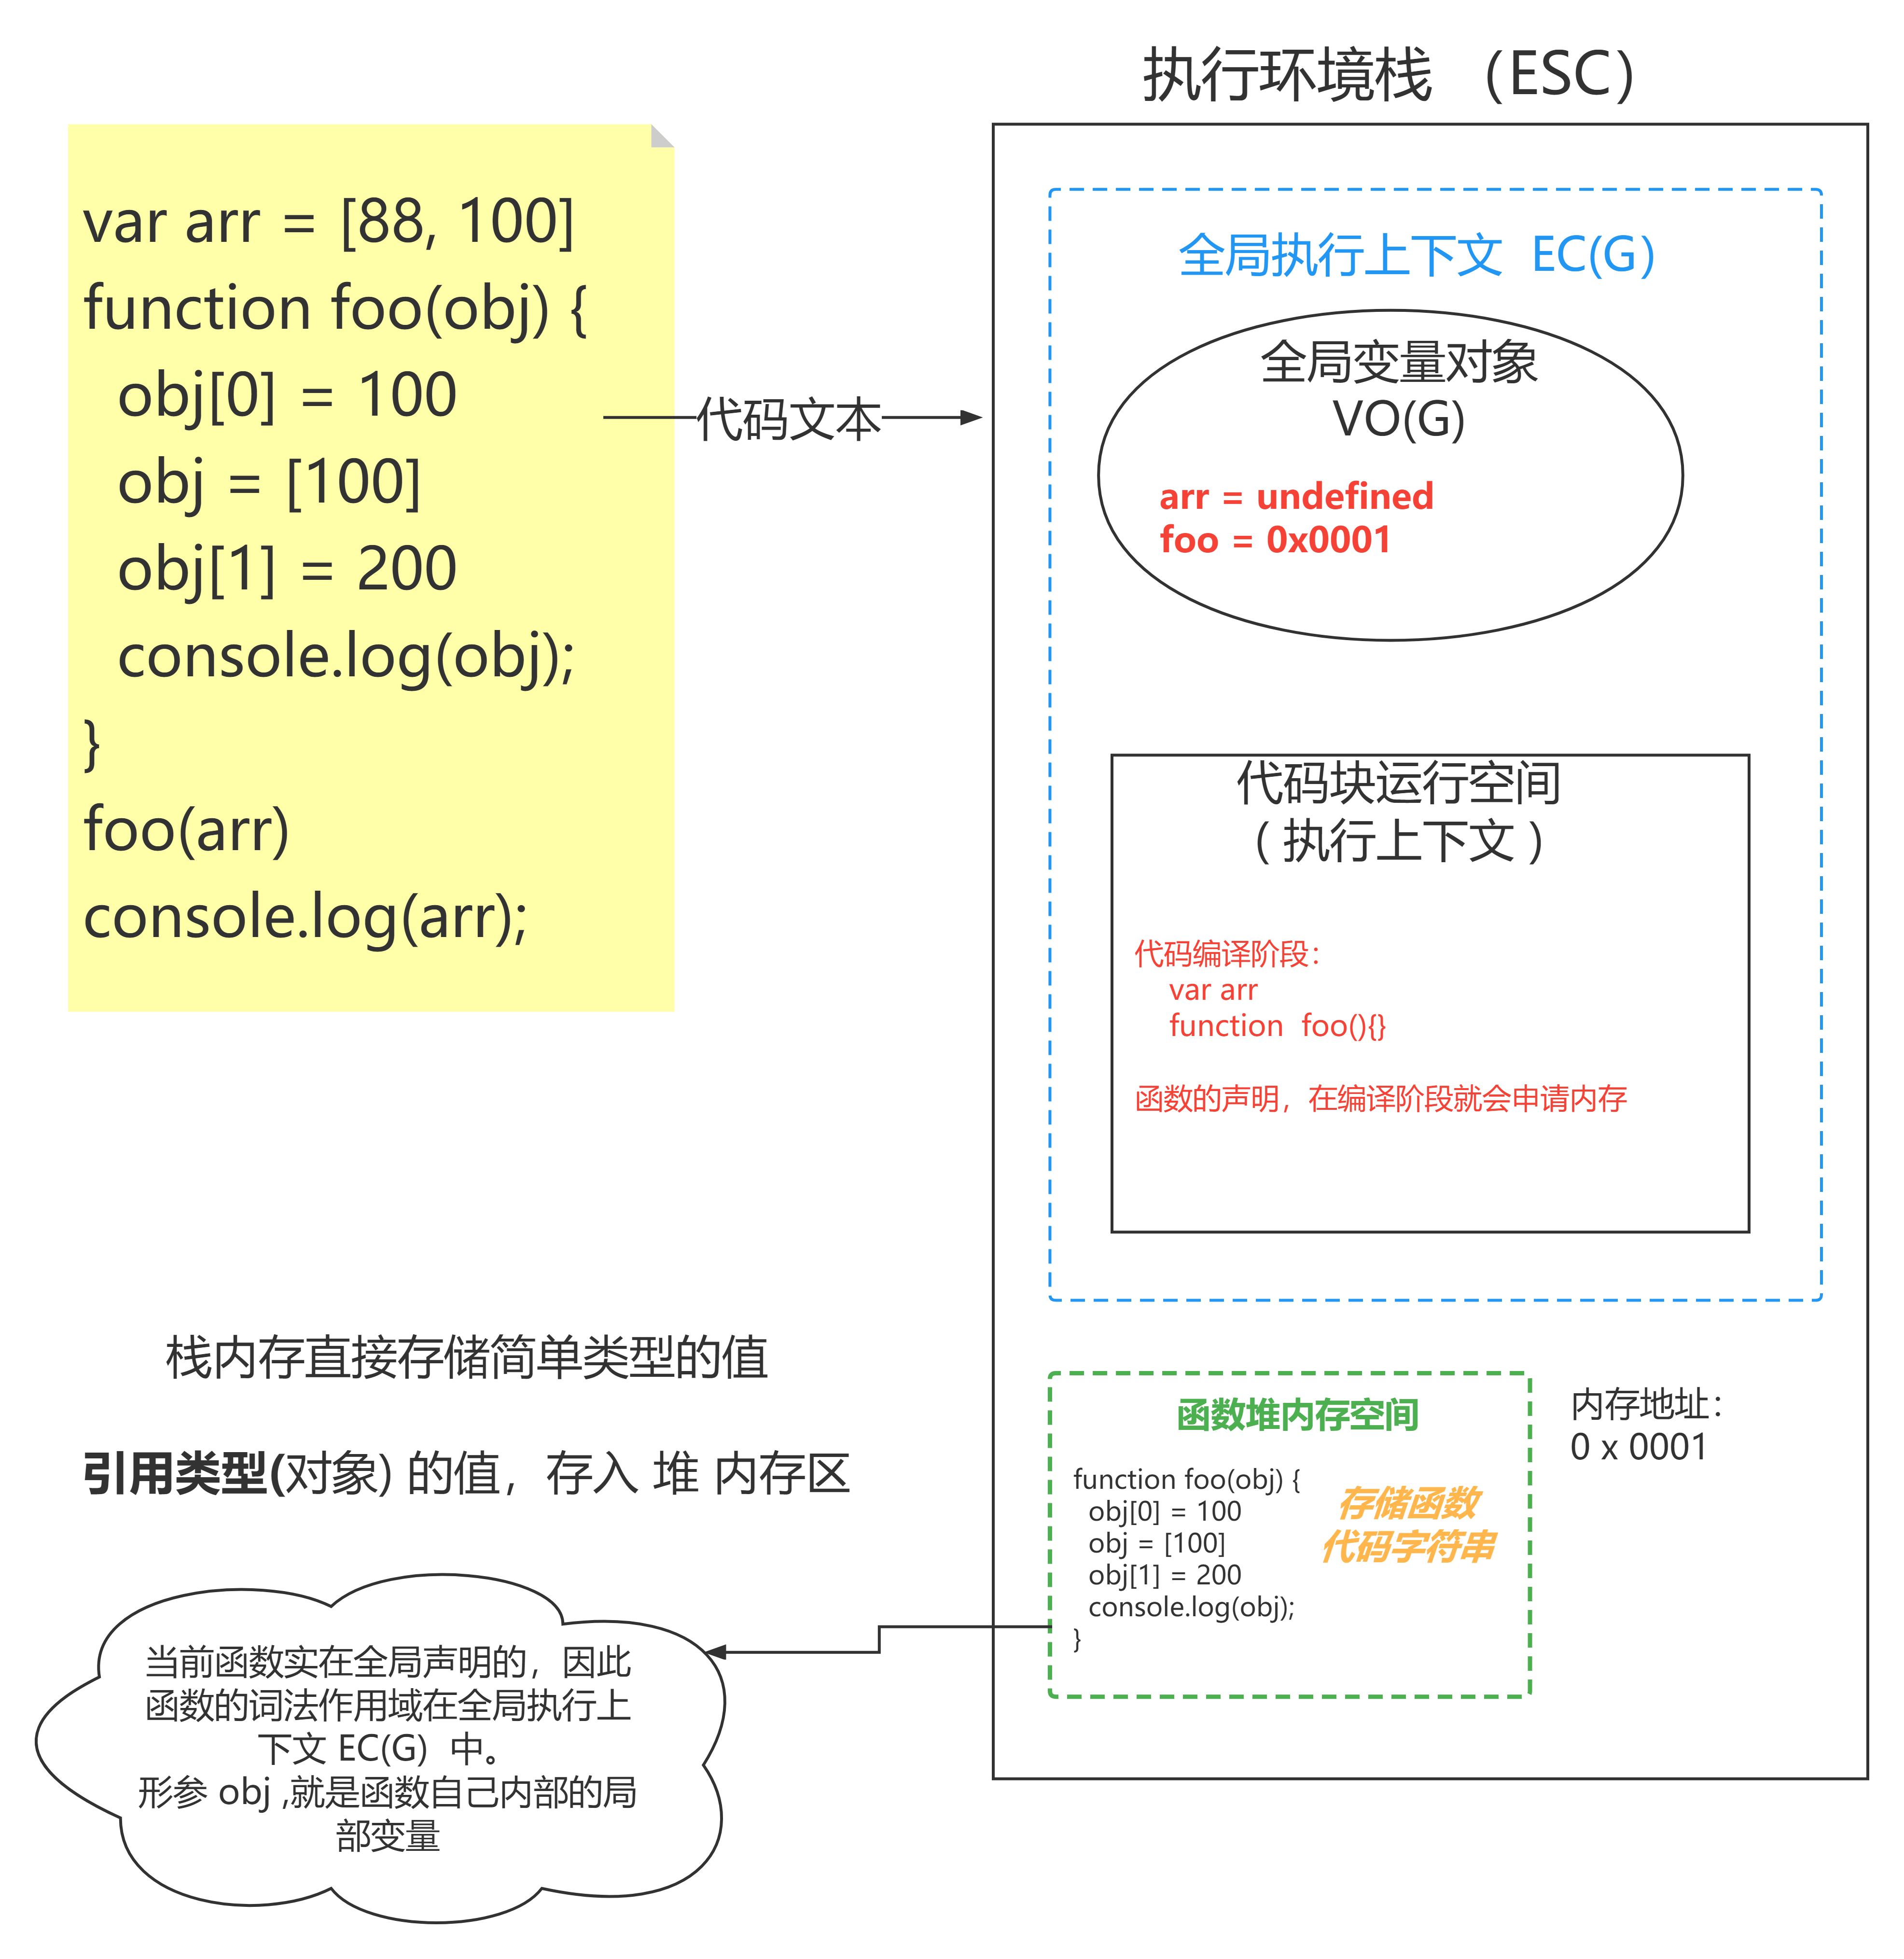 执行环境栈 （ESC）
var arr = [88, 100]
function foo(obj) {
obj[0] = 100
obj = [100]
obj[1] = 200
console.log(obj);
}
foo(arr)
console.log(arr);
代码文本
全局执行上下文 EC(G)
全局变量对象
VO(G)
arr = undefined
foo = 0x0001
代码块运行空间
( 执行上下文 )
代码编译阶段：
var arr
function foo(){}
函数的声明，在编译阶段就会申请内存
栈内存直接存储简单类型的值
引用类型(对象) 的值，存入 堆 内存区
函数堆内存空间
function foo(obj) {
obj[0] = 100
obj = [100]
obj[1] = 200
console.log(obj);
}
存储函数
代码字符串
内存地址：
0 x 0001
当前函数实在全局声明的，因此
函数的词法作用域在全局执行上
下文 EC(G) 中。
形参 obj ,就是函数自己内部的局
部变量